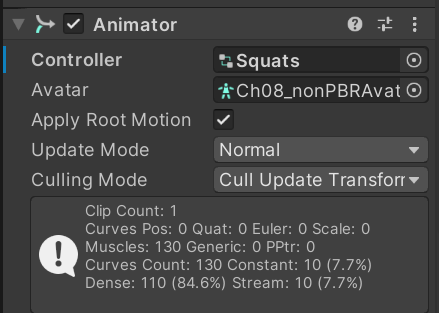 Animator
Controller Squats
Avatar Ch08_nonPBRAvat
Apply Root Motion
Update Mode Normal
Culling Mode Cull Update Transforr
Clip Count: 1
Curves Pos: 0 Quat: 0 Euler: 0 Scale: 0
Muscles: 130 Generic: 0 PPtr: 0
Curves Count: 130 Constant: 10 (7.7%)
Dense: 110 (84.6%) Stream: 10 (7.7%)